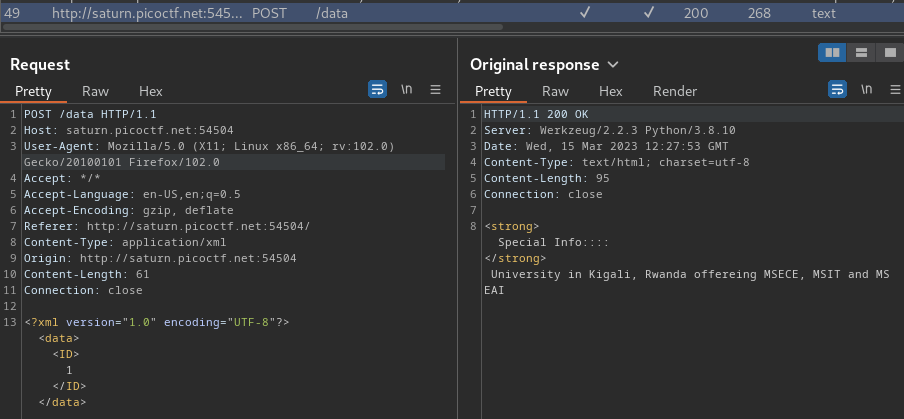 49 http://saturn.picoctf.net:545... POST /data ✓ ✓ 200 268 text
Request
Pretty Raw Hex \n
1 POST /data HTTP/1.1
2 Host: saturn.picoctf.net:54504
3 User-Agent: Mozilla/5.0 (X11; Linux x86_64; rv:102.0)
Gecko/20100101 Firefox/102.0
4 Accept: */*
5 Accept-Language: en-US,en;q=0.5
6 Accept-Encoding: gzip, deflate
7 Referer: http://saturn.picoctf.net:54504/
8 Content-Type: application/xml
9 Origin: http://saturn.picoctf.net:54504
10 Content-Length: 61
11 Connection: close
12
13 <?xml version="1.0" encoding="UTF-8"?>
<data>
<ID>
1
</ID>
</data>
Original response
Pretty Raw Hex Render \n
1 HTTP/1.1 200 OK
2 Server: Werkzeug/2.2.3 Python/3.8.10
3 Date: Wed, 15 Mar 2023 12:27:53 GMT
4 Content-Type: text/html; charset=utf-8
5 Content-Length: 95
6 Connection: close
7
8 <strong>
Special Info::::
</strong>
University in Kigali, Rwanda offereing MSECE, MSIT and MS
EAI